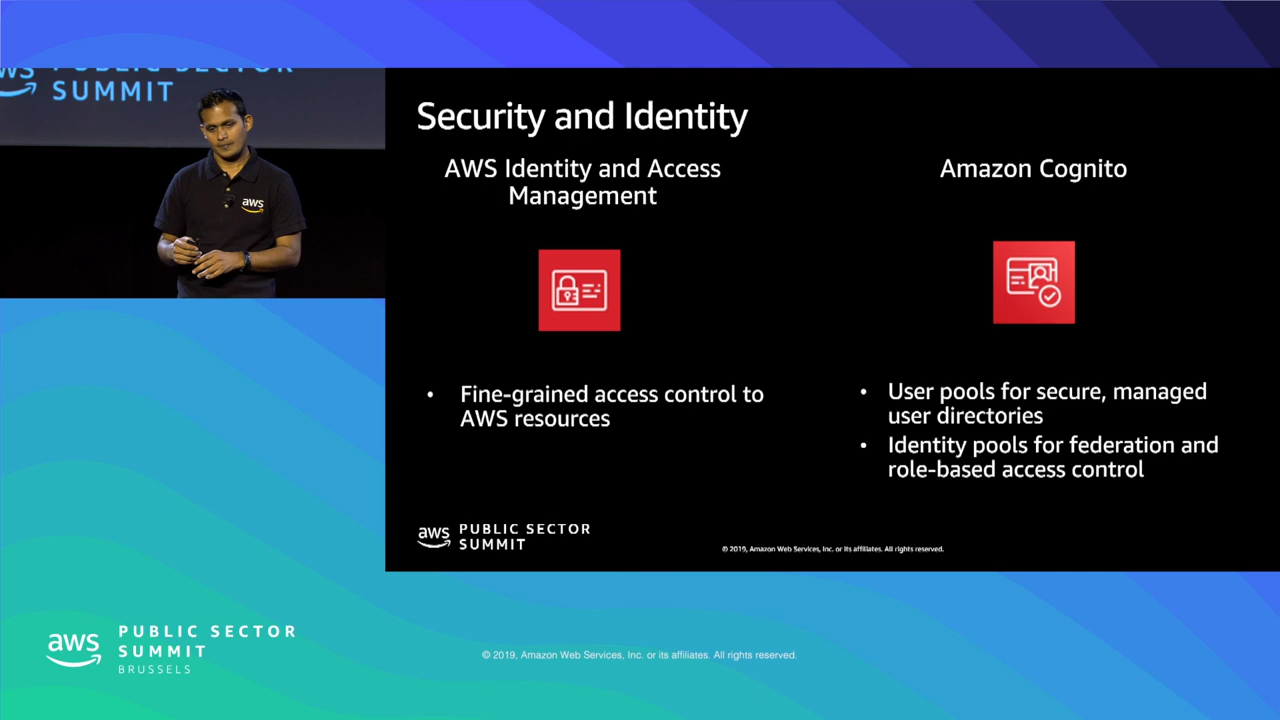 SUMMIT
aws
Security and Identity
AWS Identity and Access
Management
Amazon Cognito
• Fine-grained access control to
AWS resources
• User pools for secure, managed
user directories
• Identity pools for federation and
role-based access control
aws PUBLIC SECTOR
SUMMIT
© 2019, Amazon Web Services, Inc. or its affiliates. All rights reserved.
aws PUBLIC SECTOR
SUMMIT
BRUSSELS
© 2019, Amazon Web Services, Inc. or its affiliates. All rights reserved.